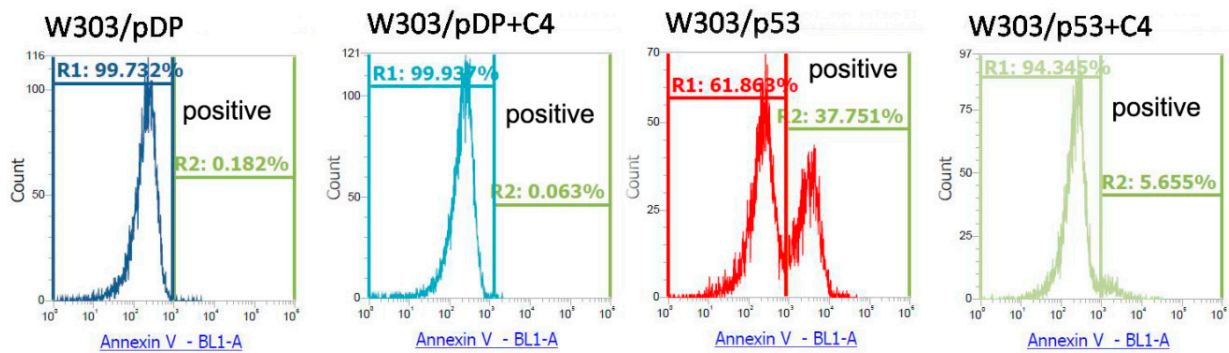 W303/pDP
116
R1: 99.732%
100
positive
R2: 0.182%
50
0
Count
10⁰ 10¹ 10² 10³ 10⁴ 10⁵ 10⁶
Annexin V - BL1-A
W303/pDP+C4
121
R1: 99.937%
100
positive
R2: 0.063%
50
0
Count
10⁰ 10¹ 10² 10³ 10⁴ 10⁵ 10⁶
Annexin V - BL1-A
W303/p53
70
R1: 61.863%
positive
R2: 37.751%
50
25
0
Count
10⁰ 10¹ 10² 10³ 10⁴ 10⁵ 10⁶
Annexin V - BL1-A
W303/p53+C4
97
R1: 94.345%
positive
75
50
R2: 5.655%
25
0
Count
10⁰ 10¹ 10² 10³ 10⁴ 10⁵ 10⁶
Annexin V - BL1-A